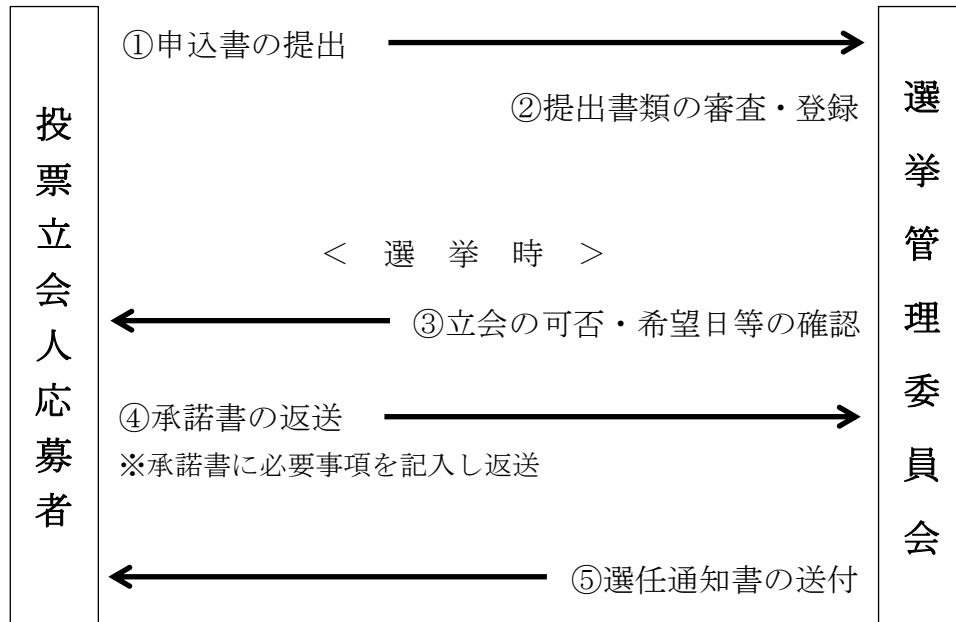 投票立会人応募者
①申込書の提出
②提出書類の審査・登録
＜　選　挙　時　＞
③立会の可否・希望日等の確認
④承諾書の返送
※承諾書に必要事項を記入し返送
⑤選任通知書の送付
選挙管理委員会